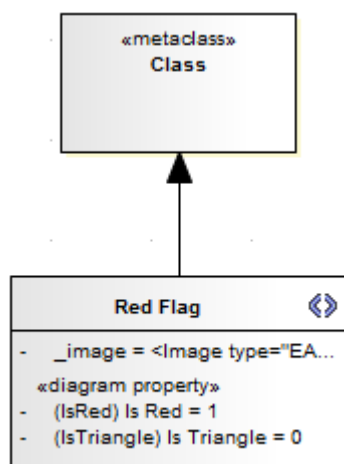 «metaclass»
Class
Red Flag
- _image = <Image type="EA...
«diagram property»
- (IsRed) Is Red = 1
- (IsTriangle) Is Triangle = 0